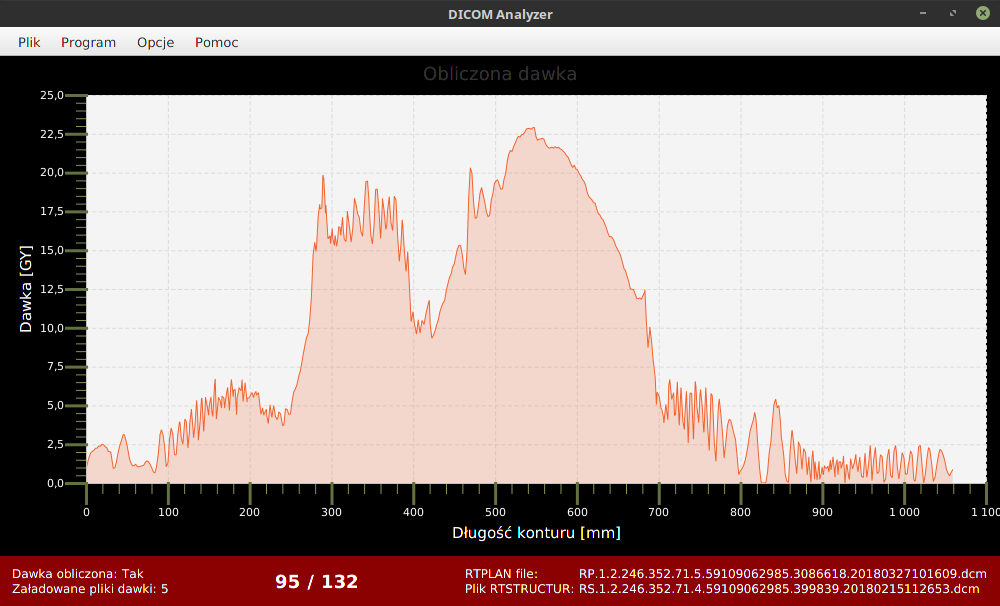 DICOM Analyzer
Plik Program Opcje Pomoc
Obliczona dawka
25,0
22,5
20,0
17,5
15,0
12,5
10,0
7,5
5,0
2,5
0,0
Dawka [GY]
0 100 200 300 400 500 600 700 800 900 1 000 1 100
Długość konturu [mm]
Dawka obliczona: Tak
Załadowane pliki dawki: 5
95 / 132
RTPLAN file: RP.1.2.246.352.71.5.59109062985.3086618.20180327101609.dcm
Plik RTSTRUCTUR: RS.1.2.246.352.71.4.59109062985.399839.20180215112653.dcm